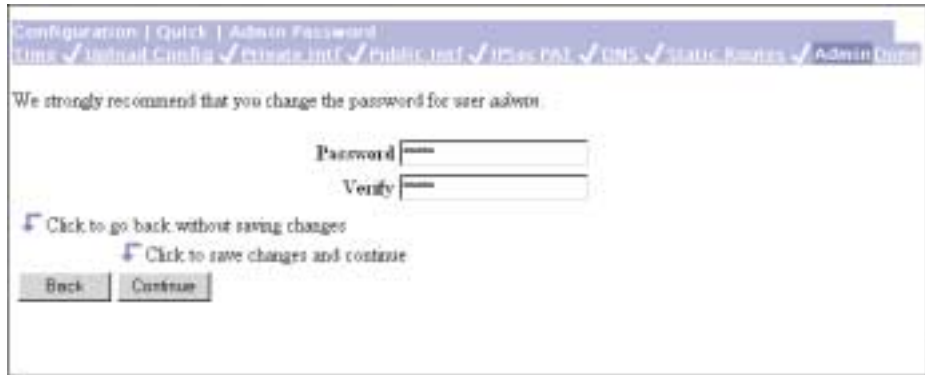 Configuration | Quick | Admin Password
Time ✓ Upload Config ✓ Private Intf ✓ Public Intf ✓ IPSec PAT ✓ DNS ✓ Static Routes ✓ Admin Done
We strongly recommend that you change the password for user admin.
Password ******
Verify ******
Click to go back without saving changes
Click to save changes and continue
Back Continue